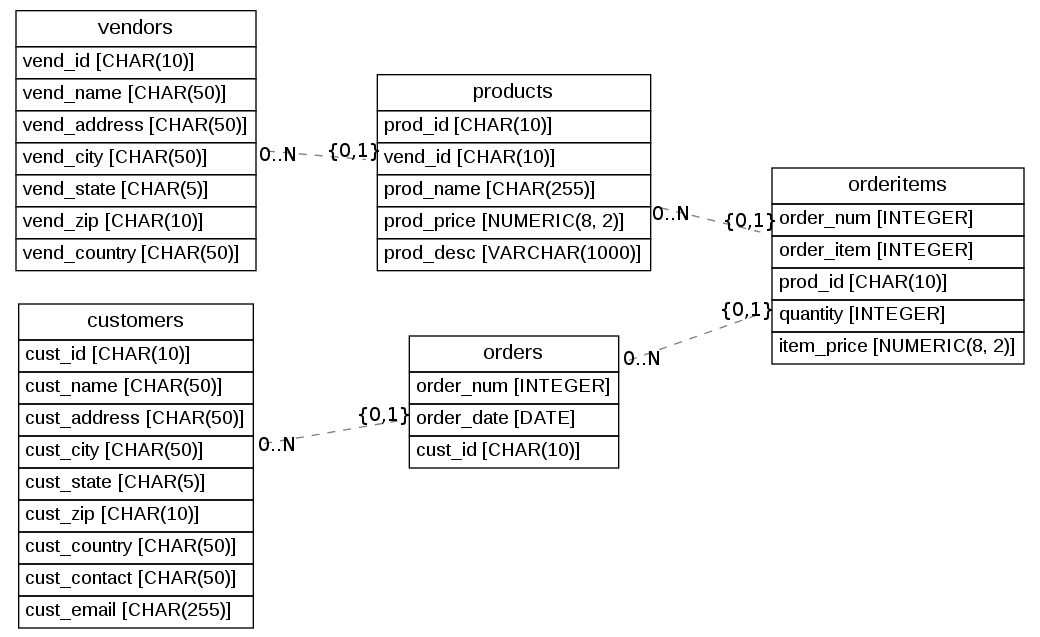 vendors
vend_id [CHAR(10)]
vend_name [CHAR(50)]
vend_address [CHAR(50)]
vend_city [CHAR(50)]
vend_state [CHAR(5)]
vend_zip [CHAR(10)]
vend_country [CHAR(50)]
0..N
{0,1}
products
prod_id [CHAR(10)]
vend_id [CHAR(10)]
prod_name [CHAR(255)]
prod_price [NUMERIC(8, 2)]
prod_desc [VARCHAR(1000)]
0..N
{0,1}
orderitems
order_num [INTEGER]
order_item [INTEGER]
prod_id [CHAR(10)]
quantity [INTEGER]
item_price [NUMERIC(8, 2)]
customers
cust_id [CHAR(10)]
cust_name [CHAR(50)]
cust_address [CHAR(50)]
cust_city [CHAR(50)]
cust_state [CHAR(5)]
cust_zip [CHAR(10)]
cust_country [CHAR(50)]
cust_contact [CHAR(50)]
cust_email [CHAR(255)]
0..N
{0,1}
orders
order_num [INTEGER]
order_date [DATE]
cust_id [CHAR(10)]
0..N
{0,1}